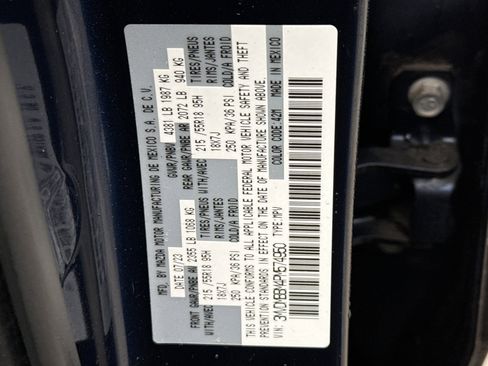 MFD. BY MAZDA MOTOR MANUFACTURING DE MEXICO S.A. DE C.V.
DATE 07/23 GVWR/PNBV 4381 LB 1987 KG
FRONT GAWR/PNBE AV 2355 LB 1068 KG REAR GAWR/PNBE AR 2072 LB 940 KG
WITH/AVEC TIRES/PNEUS WITH/AVEC TIRES/PNEUS
215 /55R18 95H RIMS/JANTES 215 /55R18 95H RIMS/JANTES
18X7J COLD/A FROID 18X7J COLD/A FROID
250 KPA/36 PSI 250 KPA/36 PSI
THIS VEHICLE CONFORMS TO ALL APPLICABLE FEDERAL MOTOR VEHICLE SAFETY AND THEFT
PREVENTION STANDARDS IN EFFECT ON THE DATE OF MANUFACTURE SHOWN ABOVE.
VIN: TYPE:MPV COLOR CODE:42M MADE IN MEXICO